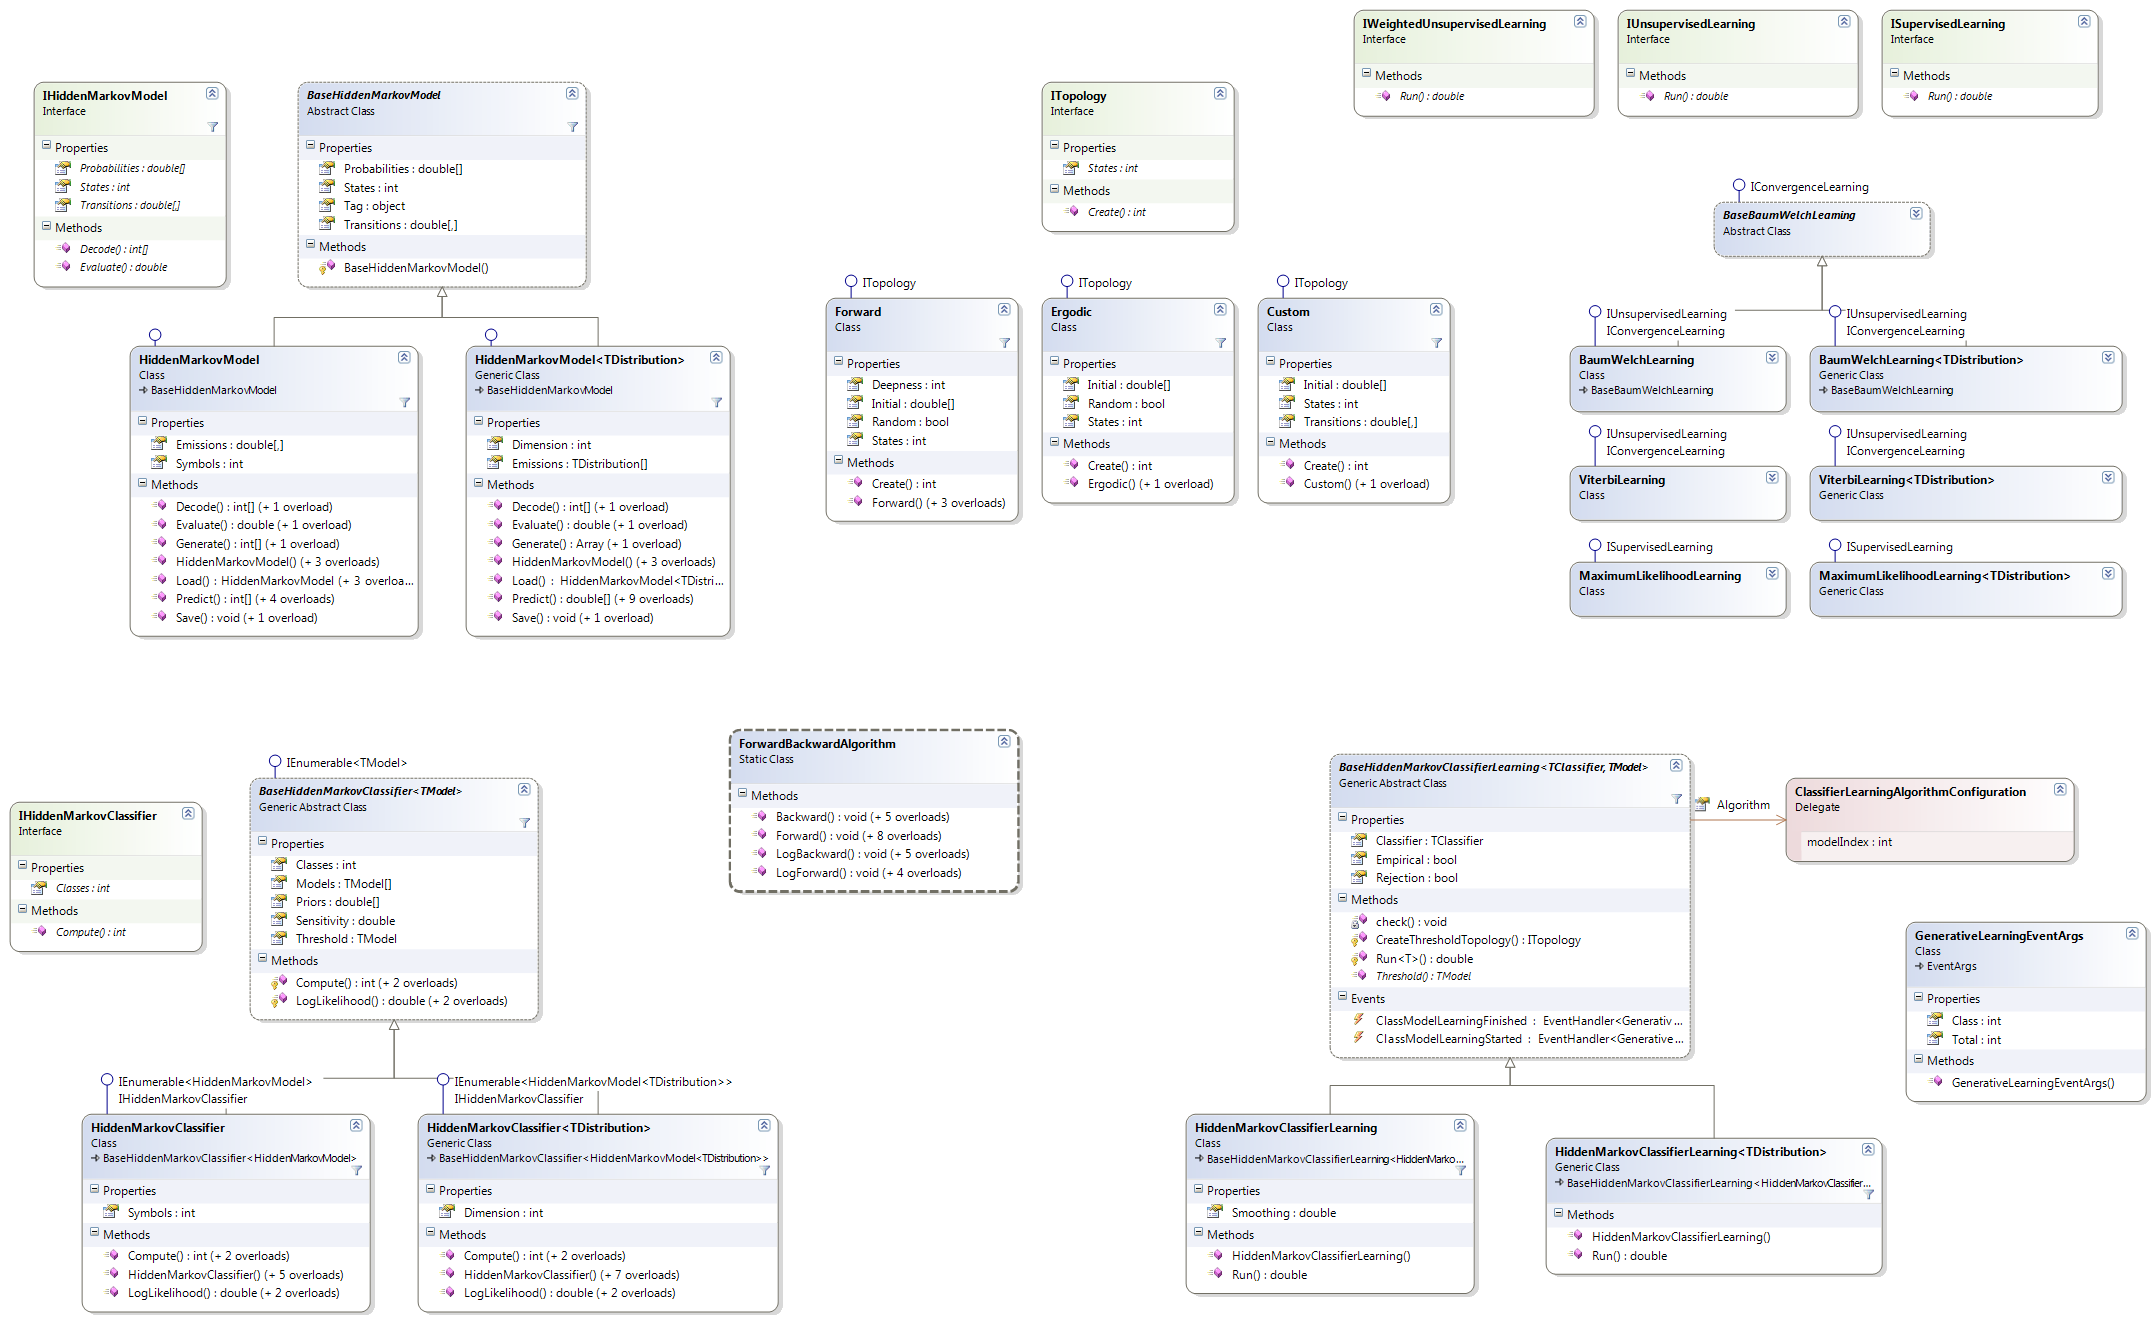 IWeightedUnsupervisedLearning
Interface
Methods
Run() : double
IUnsupervisedLearning
Interface
Methods
Run() : double
ISupervisedLearning
Interface
Methods
Run() : double
IHiddenMarkovModel
Interface
Properties
Probabilities : double[]
States : int
Transitions : double[,]
Methods
Decode() : int[]
Evaluate() : double
BaseHiddenMarkovModel
Abstract Class
Properties
Probabilities : double[]
States : int
Tag : object
Transitions : double[,]
Methods
BaseHiddenMarkovModel()
ITopology
Interface
Properties
States : int
Methods
Create() : int
IConvergenceLearning
BaseBaumWelchLearning
Abstract Class
HiddenMarkovModel
Class
BaseHiddenMarkovModel
Properties
Emissions : double[,]
Symbols : int
Methods
Decode() : int[] (+ 1 overload)
Evaluate() : double (+ 1 overload)
Generate() : int[] (+ 1 overload)
HiddenMarkovModel() (+ 3 overloads)
Load() : HiddenMarkovModel (+ 3 overloa...
Predict() : int[] (+ 4 overloads)
Save() : void (+ 1 overload)
HiddenMarkovModel<TDistribution>
Generic Class
BaseHiddenMarkovModel
Properties
Dimension : int
Emissions : TDistribution[]
Methods
Decode() : int[] (+ 1 overload)
Evaluate() : double (+ 1 overload)
Generate() : Array (+ 1 overload)
HiddenMarkovModel() (+ 3 overloads)
Load() : HiddenMarkovModel<TDistri...
Predict() : double[] (+ 9 overloads)
Save() : void (+ 1 overload)
ITopology
Forward
Class
Properties
Deepness : int
Initial : double[]
Random : bool
States : int
Methods
Create() : int
Forward() (+ 3 overloads)
ITopology
Ergodic
Class
Properties
Initial : double[]
Random : bool
States : int
Methods
Create() : int
Ergodic() (+ 1 overload)
ITopology
Custom
Class
Properties
Initial : double[]
States : int
Transitions : double[,]
Methods
Create() : int
Custom() (+ 1 overload)
IUnsupervisedLearning
IConvergenceLearning
BaumWelchLearning
Class
BaseBaumWelchLearning
IUnsupervisedLearning
IConvergenceLearning
BaumWelchLearning<TDistribution>
Generic Class
BaseBaumWelchLearning
IUnsupervisedLearning
IConvergenceLearning
ViterbiLearning
Class
IUnsupervisedLearning
IConvergenceLearning
ViterbiLearning<TDistribution>
Generic Class
ISupervisedLearning
MaximumLikelihoodLearning
Class
ISupervisedLearning
MaximumLikelihoodLearning<TDistribution>
Generic Class
IHiddenMarkovClassifier
Interface
Properties
Classes : int
Methods
Compute() : int
IEnumerable<TModel>
BaseHiddenMarkovClassifier<TModel>
Generic Abstract Class
Properties
Classes : int
Models : TModel[]
Priors : double[]
Sensitivity : double
Threshold : TModel
Methods
Compute() : int (+ 2 overloads)
LogLikelihood() : double (+ 2 overloads)
ForwardBackwardAlgorithm
Static Class
Methods
Backward() : void (+ 5 overloads)
Forward() : void (+ 8 overloads)
LogBackward() : void (+ 5 overloads)
LogForward() : void (+ 4 overloads)
BaseHiddenMarkovClassifierLearning<TClassifier, TModel>
Generic Abstract Class
Properties
Classifier : TClassifier
Empirical : bool
Rejection : bool
Methods
check() : void
CreateThresholdTopology() : ITopology
Run<T>() : double
Threshold() : TModel
Events
ClassModelLearningFinished : EventHandler<Generativ...
ClassModelLearningStarted : EventHandler<Generative...
Algorithm
ClassifierLearningAlgorithmConfiguration
Delegate
modelIndex : int
GenerativeLearningEventArgs
Class
EventArgs
Properties
Class : int
Total : int
Methods
GenerativeLearningEventArgs()
IEnumerable<HiddenMarkovModel>
IHiddenMarkovClassifier
HiddenMarkovClassifier
Class
BaseHiddenMarkovClassifier<HiddenMarkovModel>
Properties
Symbols : int
Methods
Compute() : int (+ 2 overloads)
HiddenMarkovClassifier() (+ 5 overloads)
LogLikelihood() : double (+ 2 overloads)
IEnumerable<HiddenMarkovModel<TDistribution>>
IHiddenMarkovClassifier
HiddenMarkovClassifier<TDistribution>
Generic Class
BaseHiddenMarkovClassifier<HiddenMarkovModel<TDistribution>>
Properties
Dimension : int
Methods
Compute() : int (+ 2 overloads)
HiddenMarkovClassifier() (+ 7 overloads)
LogLikelihood() : double (+ 2 overloads)
HiddenMarkovClassifierLearning
Class
BaseHiddenMarkovClassifierLearning<HiddenMarko...
Properties
Smoothing : double
Methods
HiddenMarkovClassifierLearning()
Run() : double
HiddenMarkovClassifierLearning<TDistribution>
Generic Class
BaseHiddenMarkovClassifierLearning<HiddenMarkovClassifier...
Methods
HiddenMarkovClassifierLearning()
Run() : double